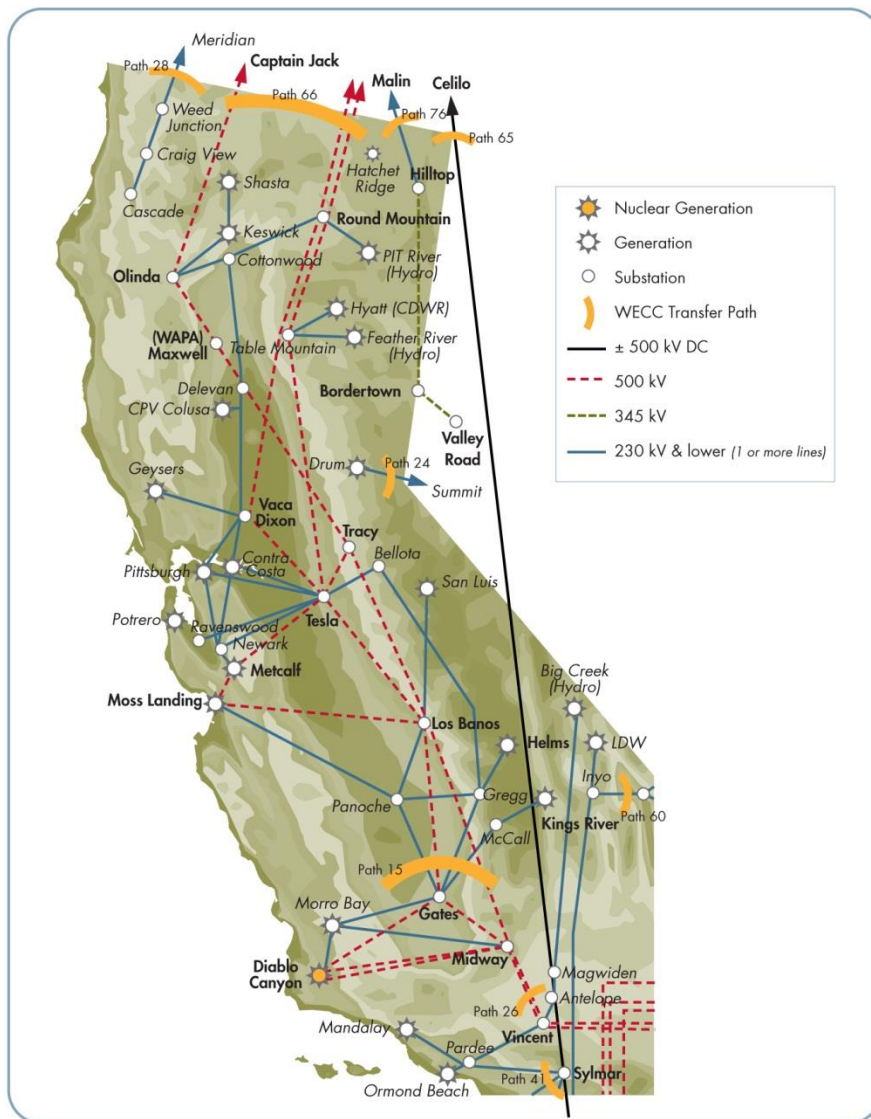 Meridian
Path 28
Captain Jack
Path 66
Malin
Celilo
Path 76
Path 65
Weed
Junction
Craig View
Cascade
Shasta
Hatchet
Ridge
Hilltop
Keswick
Round Mountain
Cottonwood
PIT River
(Hydro)
Olinda
Hyatt (CDWR)
(WAPA)
Maxwell
Table Mountain
Feather River
(Hydro)
Delevan
CPV Colusa
Bordertown
Valley
Road
Drum
Path 24
Summit
Geysers
Vaca
Dixon
Tracy
Bellota
Contra
Costa
Pittsburgh
San Luis
Potrero
Ravenswood
Newark
Tesla
Metcalf
Moss Landing
Big Creek
(Hydro)
Los Banos
Helms
LDW
Inyo
Panoche
Gregg
Kings River
Path 60
McCall
Path 15
Morro Bay
Gates
Midway
Diablo
Canyon
Magwiden
Antelope
Path 26
Vincent
Mandalay
Pardee
Path 41
Sylmar
Ormond Beach
Nuclear Generation
Generation
Substation
WECC Transfer Path
± 500 kV DC
500 kV
345 kV
230 kV & lower (1 or more lines)